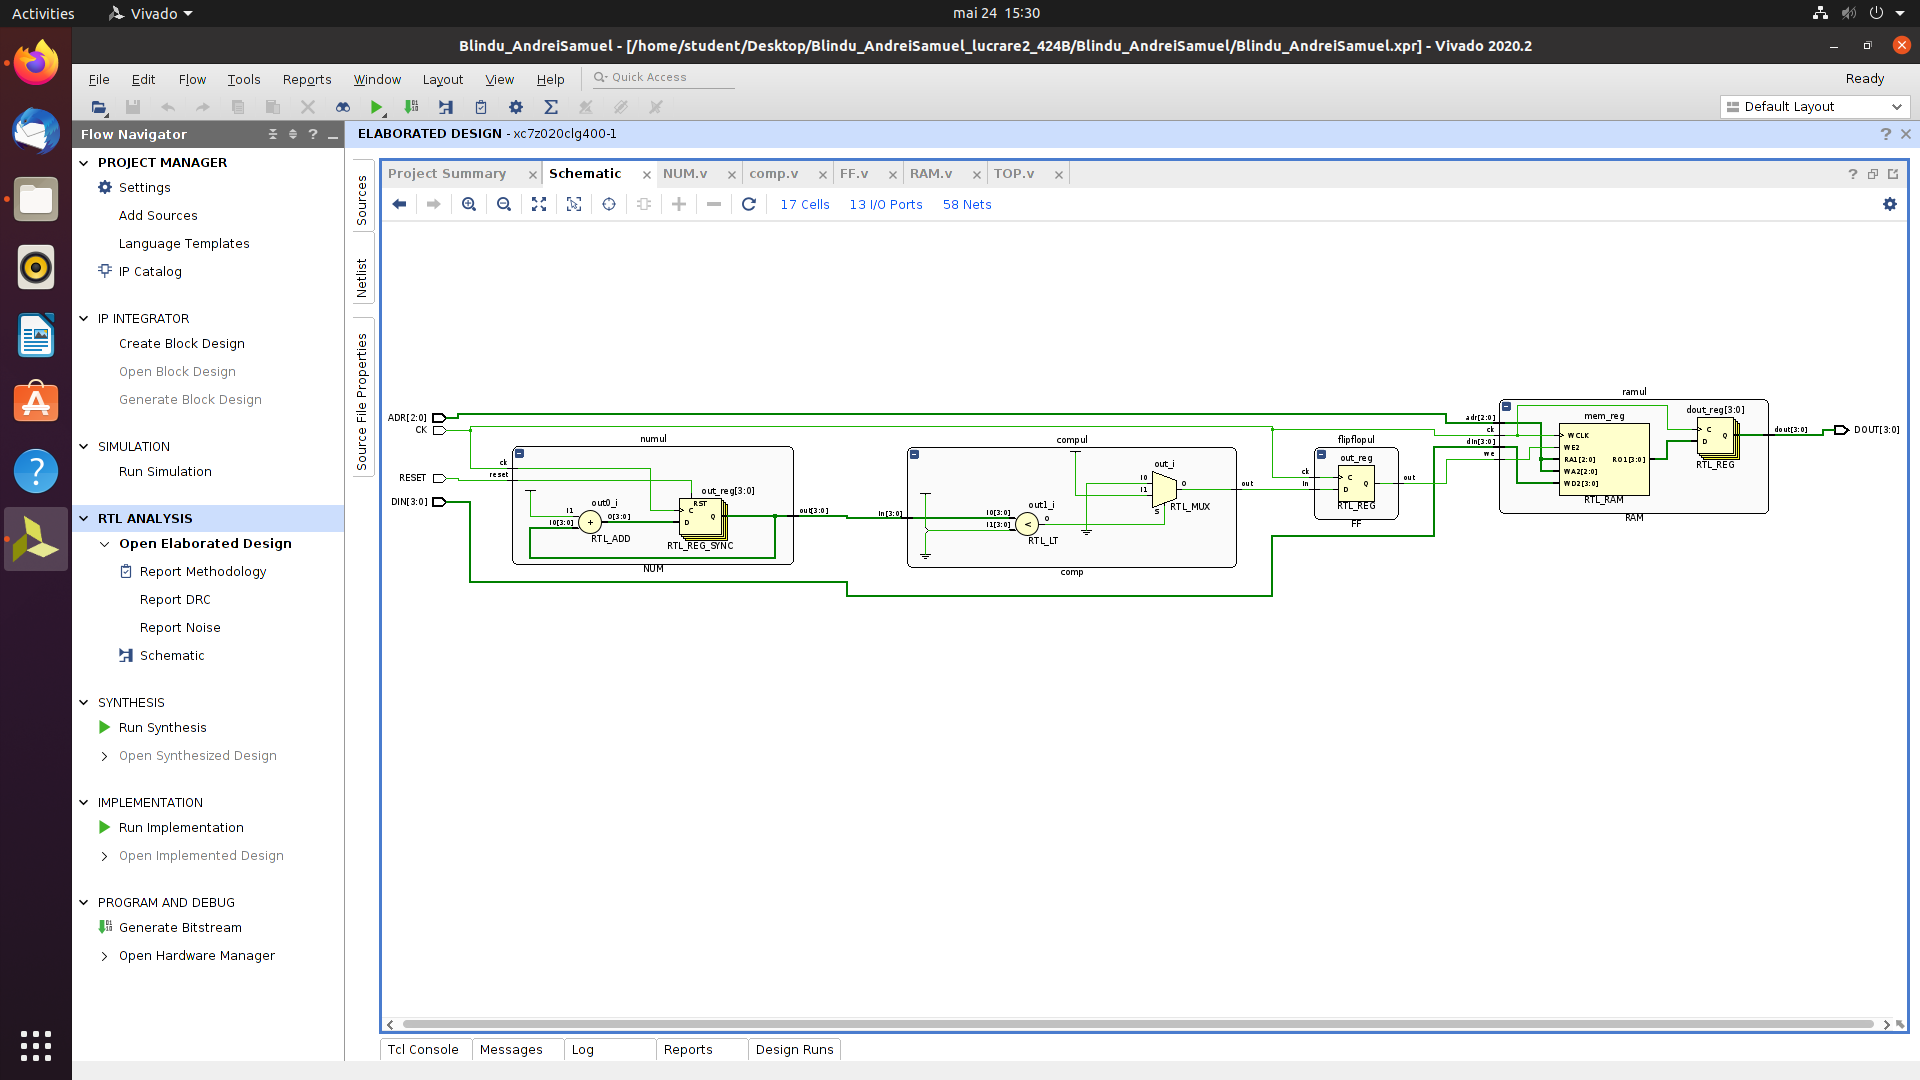 Activities
Vivado
mai 24 15:30
Blindu_AndreiSamuel - [/home/student/Desktop/Blindu_AndreiSamuel_lucrare2_424B/Blindu_AndreiSamuel/Blindu_AndreiSamuel.xpr] - Vivado 2020.2
File Edit Flow Tools Reports Window Layout View Help
Quick Access
Ready
Default Layout
Flow Navigator
PROJECT MANAGER
Settings
Add Sources
Language Templates
IP Catalog
IP INTEGRATOR
Create Block Design
Open Block Design
Generate Block Design
SIMULATION
Run Simulation
RTL ANALYSIS
Open Elaborated Design
Report Methodology
Report DRC
Report Noise
Schematic
SYNTHESIS
Run Synthesis
Open Synthesized Design
IMPLEMENTATION
Run Implementation
Open Implemented Design
PROGRAM AND DEBUG
Generate Bitstream
Open Hardware Manager
ELABORATED DESIGN - xc7z020clg400-1
Sources
Netlist
Source File Properties
Project Summary
Schematic
NUM.v
comp.v
FF.v
RAM.v
TOP.v
17 Cells 13 I/O Ports 58 Nets
ADR[2:0]
CK
RESET
DIN[3:0]
numul
ck
reset
out0_i
I1
I0[3:0]
+
O[3:0]
RTL_ADD
out_reg[3:0]
RST
C
D
Q
RTL_REG_SYNC
out[3:0]
NUM
compul
in[3:0]
out1_i
I0[3:0]
I1[3:0]
<
O
RTL_LT
out_i
I0
I1
O
S
RTL_MUX
out
comp
flipflopul
ck
in
out_reg
C
D
Q
RTL_REG
out
FF
ramul
adr[2:0]
ck
din[3:0]
we
mem_reg
WCLK
WE2
RA1[2:0]
WA2[2:0]
WD2[3:0]
RO1[3:0]
RTL_RAM
dout_reg[3:0]
C
D
Q
RTL_REG
dout[3:0]
RAM
DOUT[3:0]
Tcl Console
Messages
Log
Reports
Design Runs